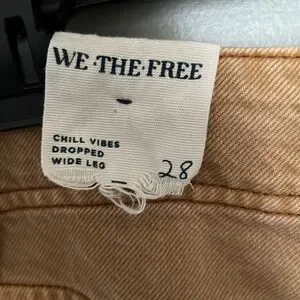 WE·THE·FREE
CHILL VIBES
DROPPED
WIDE LEG
28